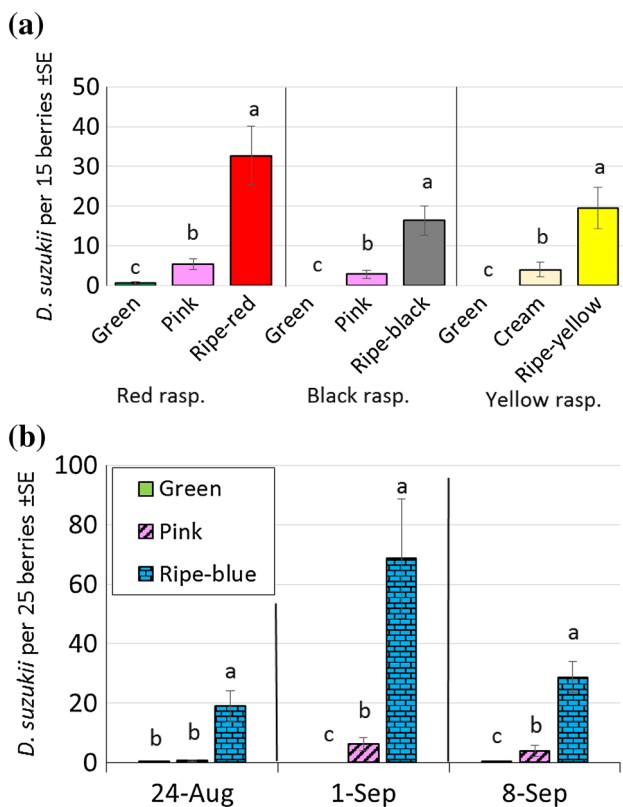 (a)
D. suzukii per 15 berries ±SE
50
40
30
20
10
0
c
b
a
c
b
a
c
b
a
Green
Pink
Ripe-red
Green
Pink
Ripe-black
Green
Cream
Ripe-yellow
Red rasp.
Black rasp.
Yellow rasp.
(b)
D. suzukii per 25 berries ±SE
100
80
60
40
20
0
Green
Pink
Ripe-blue
b
b
a
c
b
a
c
b
a
24-Aug
1-Sep
8-Sep